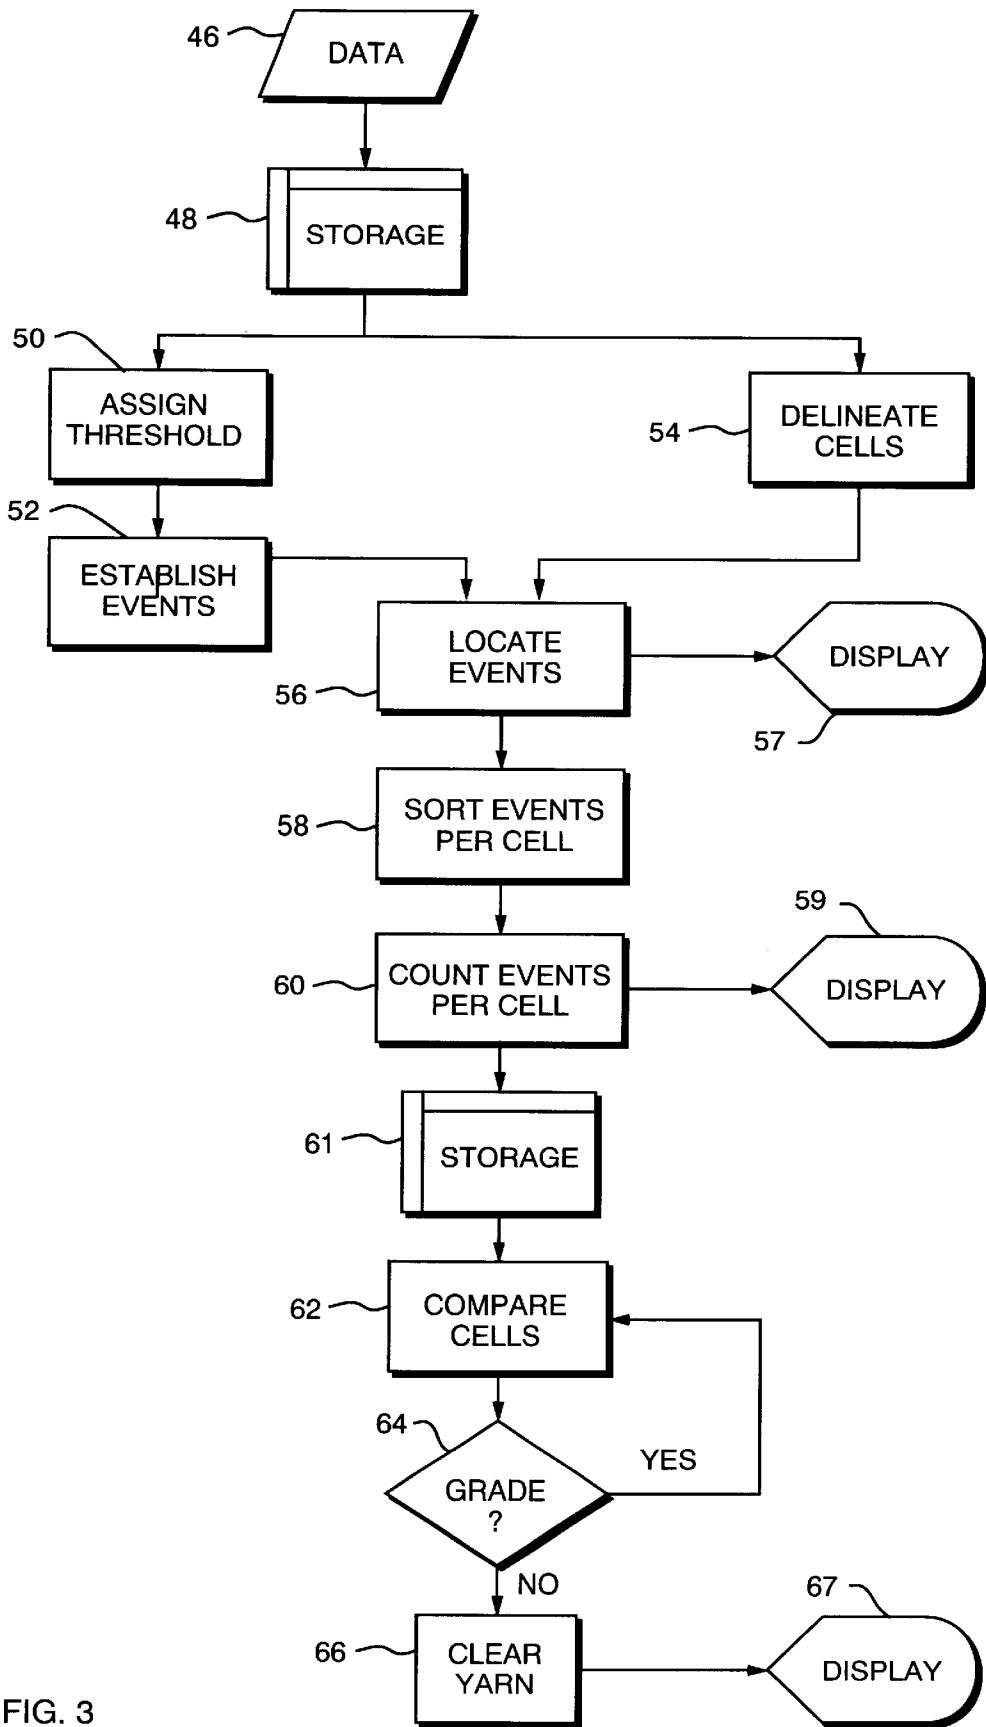 46
DATA
48
STORAGE
50
ASSIGN
THRESHOLD
54
DELINEATE
CELLS
52
ESTABLISH
EVENTS
56
LOCATE
EVENTS
DISPLAY
57
58
SORT EVENTS
PER CELL
59
60
COUNT EVENTS
PER CELL
DISPLAY
61
STORAGE
62
COMPARE
CELLS
64
GRADE
?
YES
NO
66
CLEAR
YARN
67
DISPLAY
FIG. 3